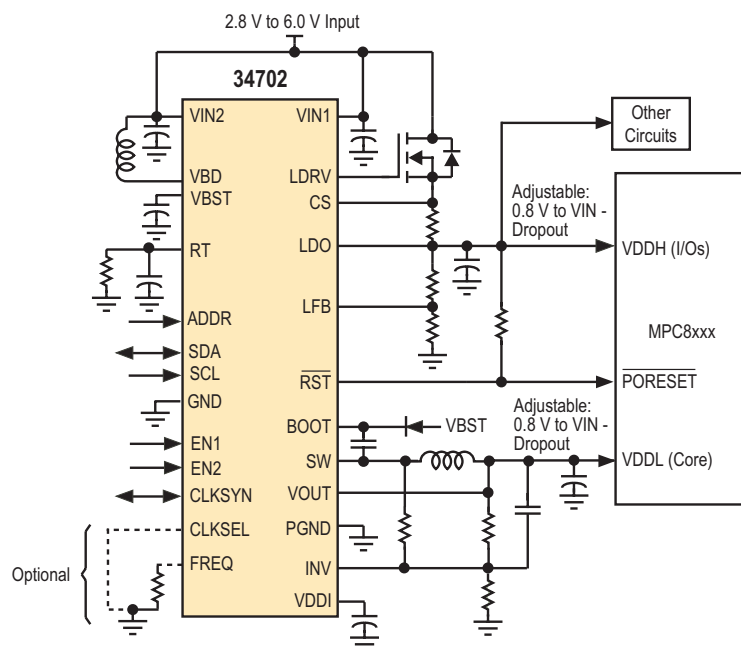 2.8 V to 6.0 V Input
34702
VIN2
VIN1
Other
Circuits
VBD
LDRV
VBST
CS
Adjustable:
0.8 V to VIN -
Dropout
RT
LDO
VDDH (I/Os)
LFB
MPC8xxx
ADDR
SDA
SCL
RST
PORESET
GND
BOOT
VBST
Adjustable:
0.8 V to VIN -
Dropout
EN1
EN2
SW
VDDL (Core)
CLKSYN
VOUT
CLKSEL
PGND
Optional
FREQ
INV
VDDI